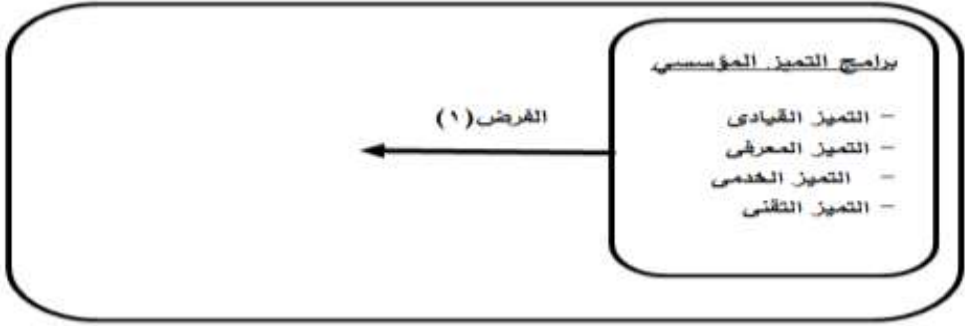 برامج التميز المؤسسي
– التميز القيادى
– التميز المعرفى
– التميز الخدمى
– التميز التقنى
الفرض(١)